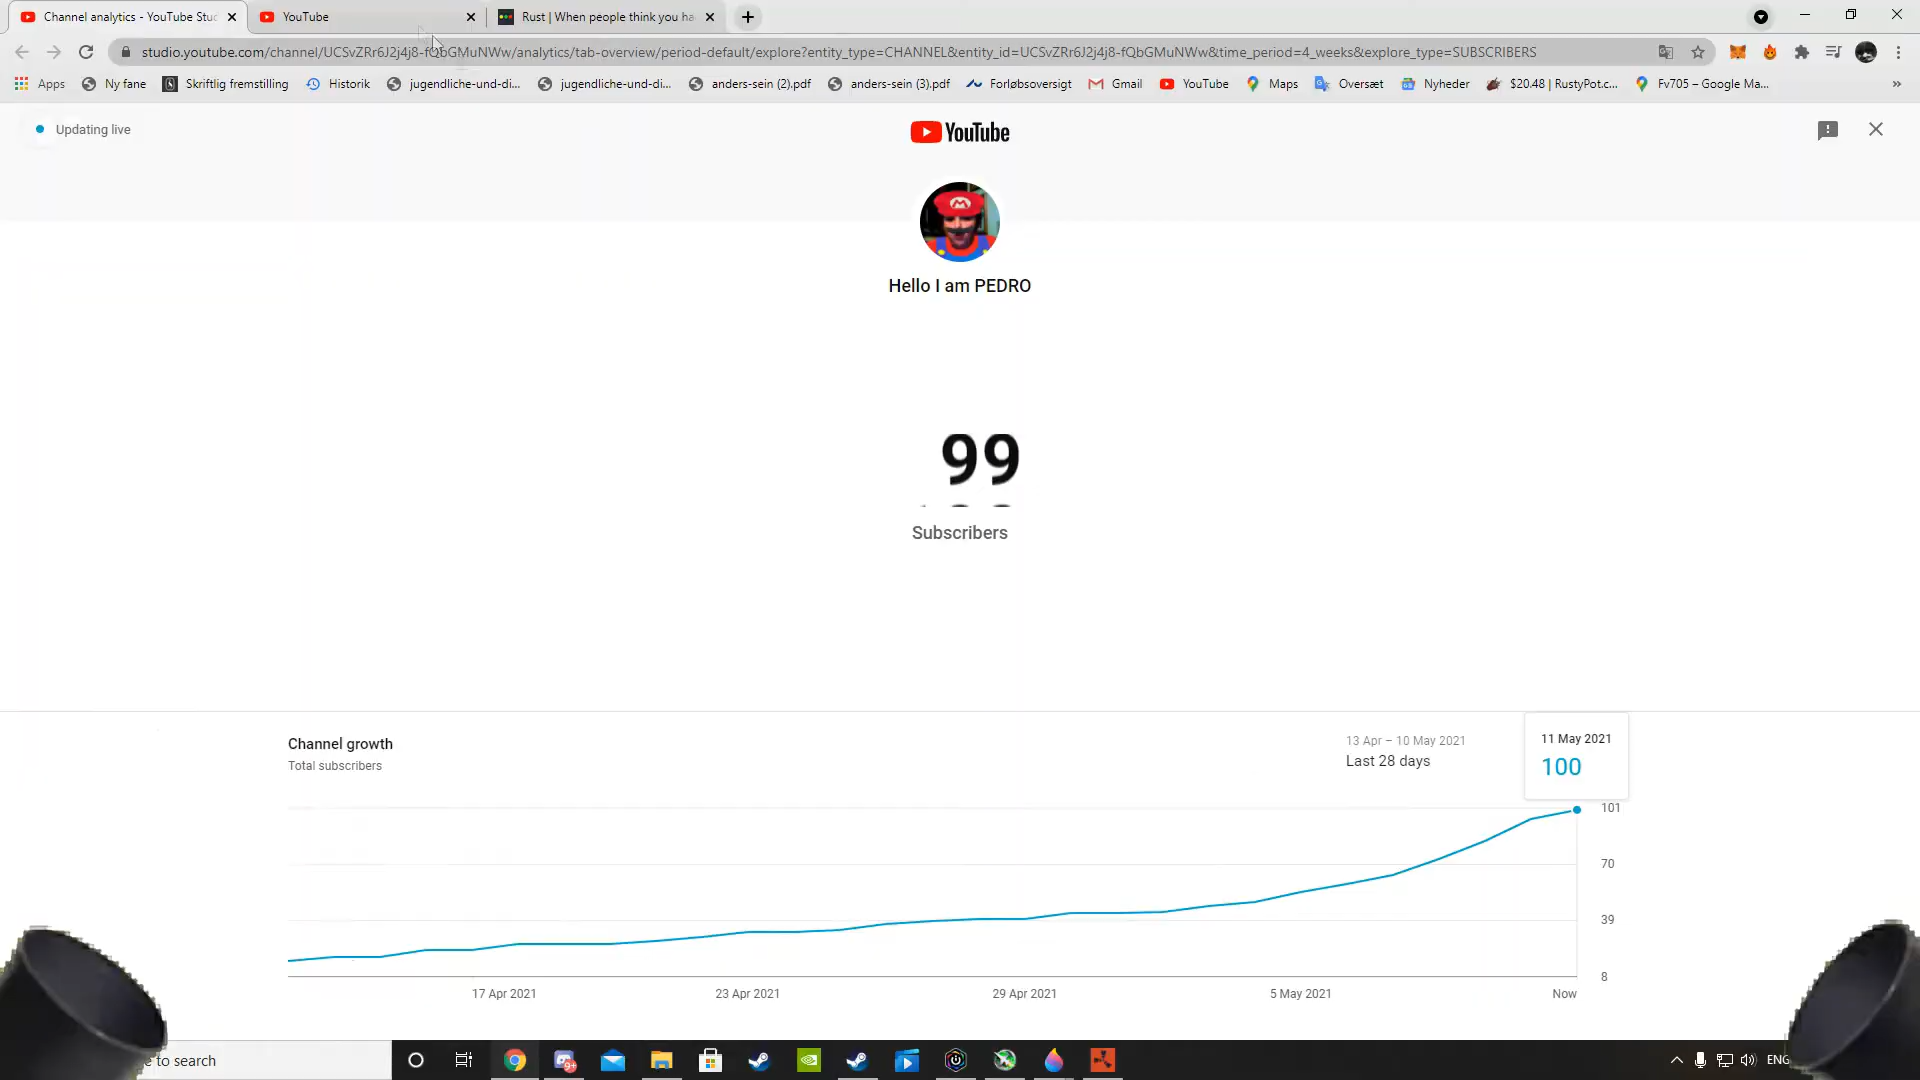 Channel analytics - YouTube Stuc
YouTube
Rust | When people think you ha
studio.youtube.com/channel/UCSvZRr6J2j4j8-fQbGMuNWw/analytics/tab-overview/period-default/explore?entity_type=CHANNEL&entity_id=UCSvZRr6J2j4j8-fQbGMuNWw&time_period=4_weeks&explore_type=SUBSCRIBERS
Apps
Ny fane
Skriftlig fremstilling
Historik
jugendliche-und-di...
jugendliche-und-di...
anders-sein (2).pdf
anders-sein (3).pdf
Forløbsoversigt
Gmail
YouTube
Maps
Oversæt
Nyheder
$20.48 | RustyPot.c...
Fv705 – Google Ma...
Updating live
YouTube
Hello I am PEDRO
99
Subscribers
Channel growth
Total subscribers
13 Apr – 10 May 2021
Last 28 days
11 May 2021
100
101
70
39
8
17 Apr 2021
23 Apr 2021
29 Apr 2021
5 May 2021
Now
to search
ENG